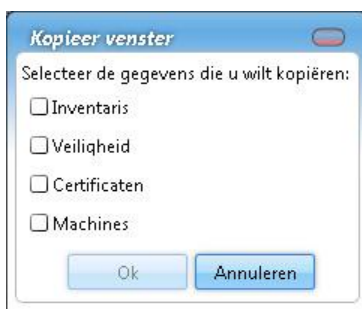 Kopieer venster
Selecteer de gegevens die u wilt kopiëren:
Inventaris
Veiligheid
Certificaten
Machines
Ok
Annuleren